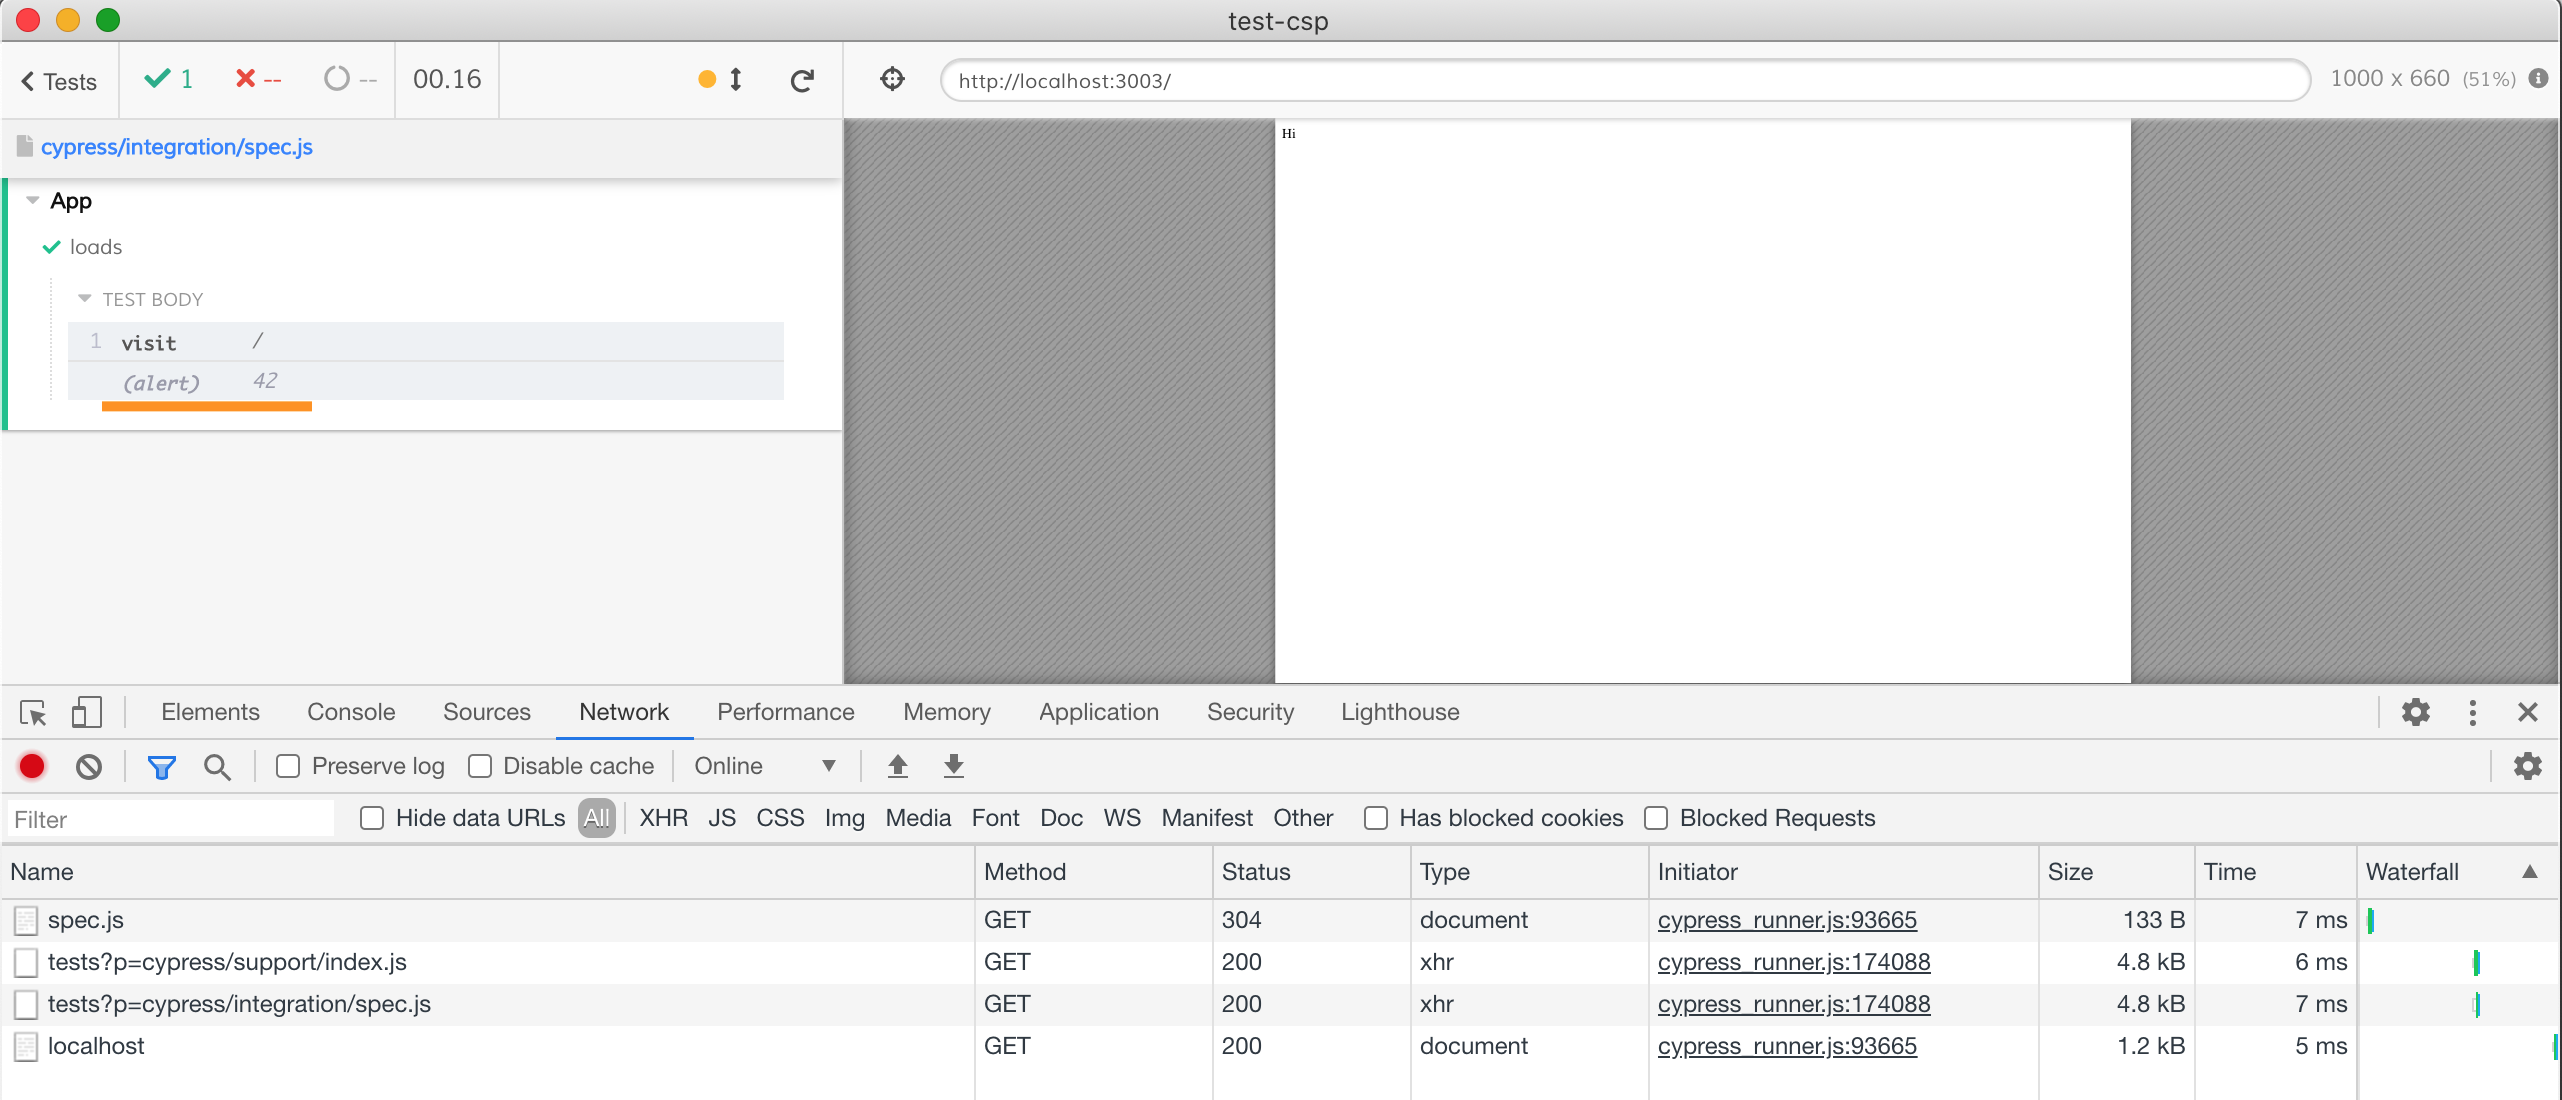 test-csp
Tests 1 -- -- 00.16 http://localhost:3003/ 1000 x 660 (51%)
cypress/integration/spec.js
Hi
App
loads
TEST BODY
1 visit /
(alert) 42
Elements Console Sources Network Performance Memory Application Security Lighthouse
Preserve log Disable cache Online
Filter Hide data URLs All XHR JS CSS Img Media Font Doc WS Manifest Other Has blocked cookies Blocked Requests
Name Method Status Type Initiator Size Time Waterfall
spec.js GET 304 document cypress_runner.js:93665 133 B 7 ms
tests?p=cypress/support/index.js GET 200 xhr cypress_runner.js:174088 4.8 kB 6 ms
tests?p=cypress/integration/spec.js GET 200 xhr cypress_runner.js:174088 4.8 kB 7 ms
localhost GET 200 document cypress_runner.js:93665 1.2 kB 5 ms